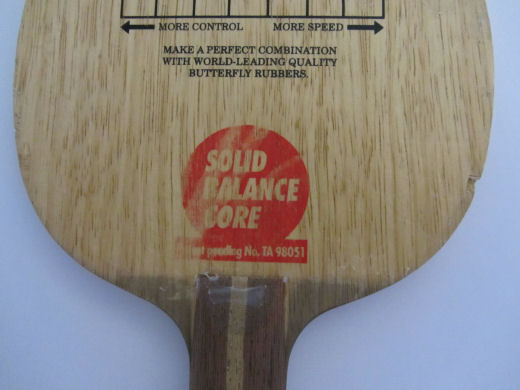 MORE CONTROL MORE SPEED
MAKE A PERFECT COMBINATION
WITH WORLD-LEADING QUALITY
BUTTERFLY RUBBERS.
SOLID
BALANCE
CORE
pending No. TA 98051